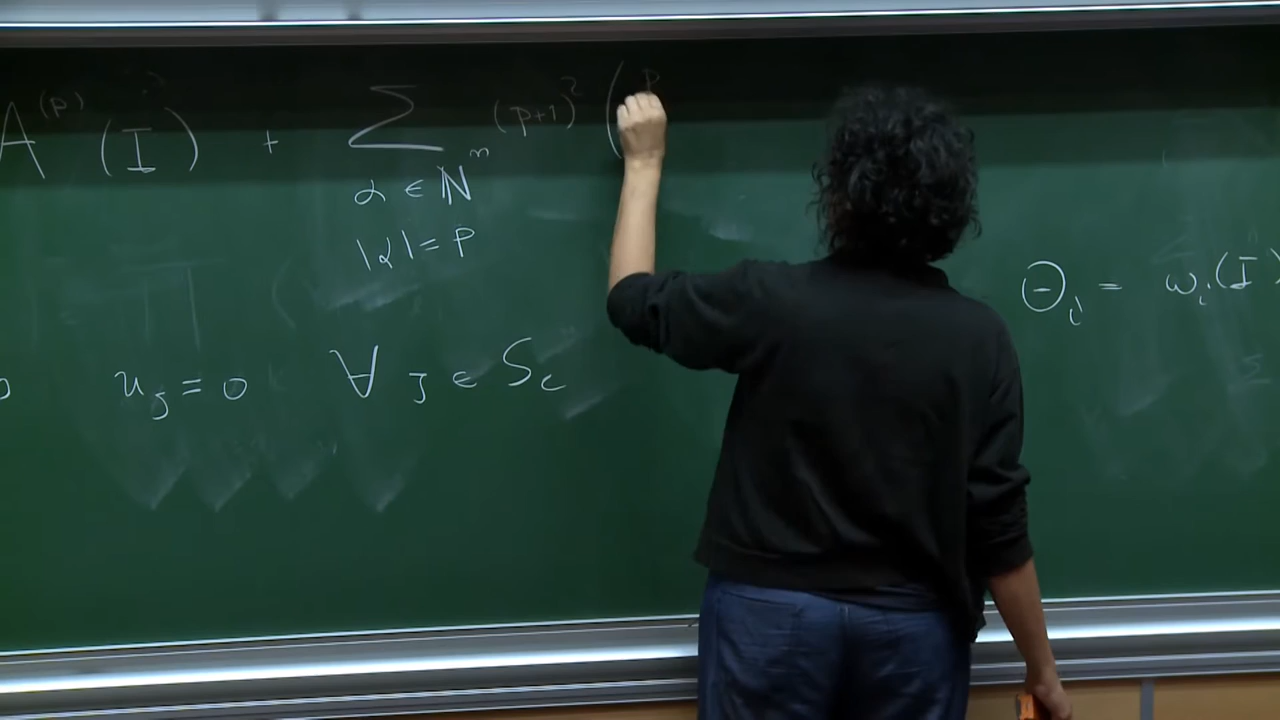 A^{(p)} (I) + Σ (p+1)^2 ( p
α ∈ ℕ^n
|α| = p
θ_i = ω_i(I)
u_j = 0 ∀ j ∈ S_c